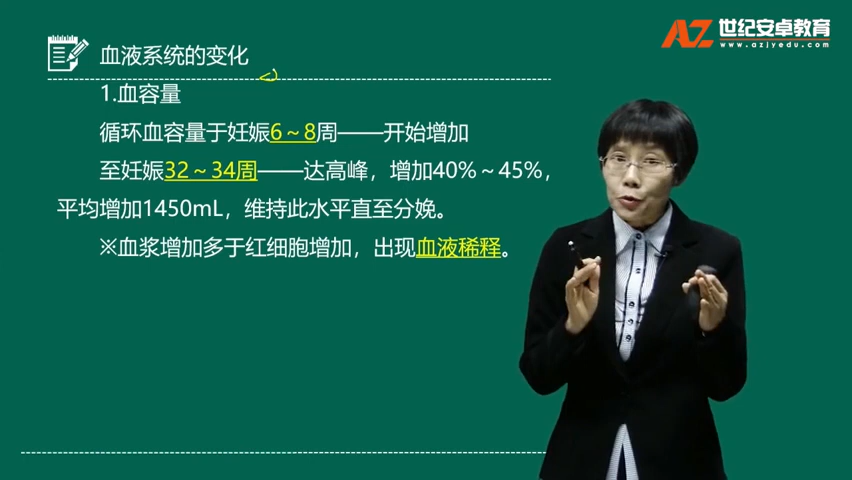 血液系统的变化
AZ 世纪安卓教育
www.azjyedu.com
1.血容量
循环血容量于妊娠6～8周——开始增加
至妊娠32～34周——达高峰，增加40%～45%，
平均增加1450mL，维持此水平直至分娩。
※血浆增加多于红细胞增加，出现血液稀释。